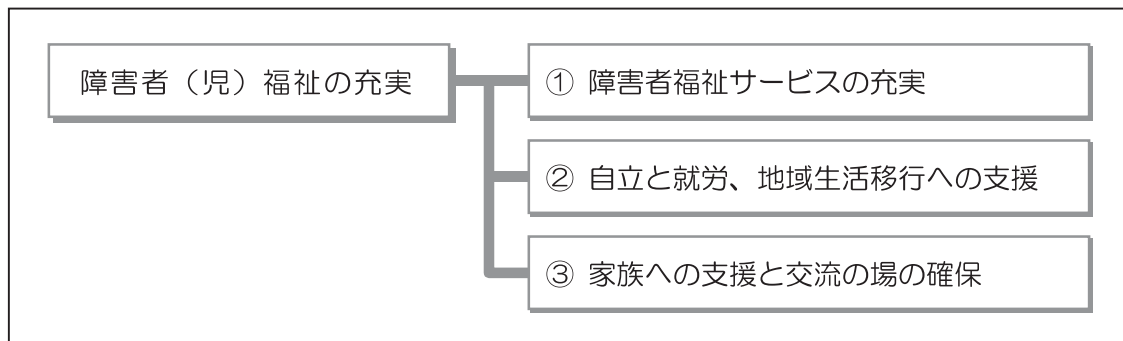 障害者（児）福祉の充実
① 障害者福祉サービスの充実
② 自立と就労、地域生活移行への支援
③ 家族への支援と交流の場の確保